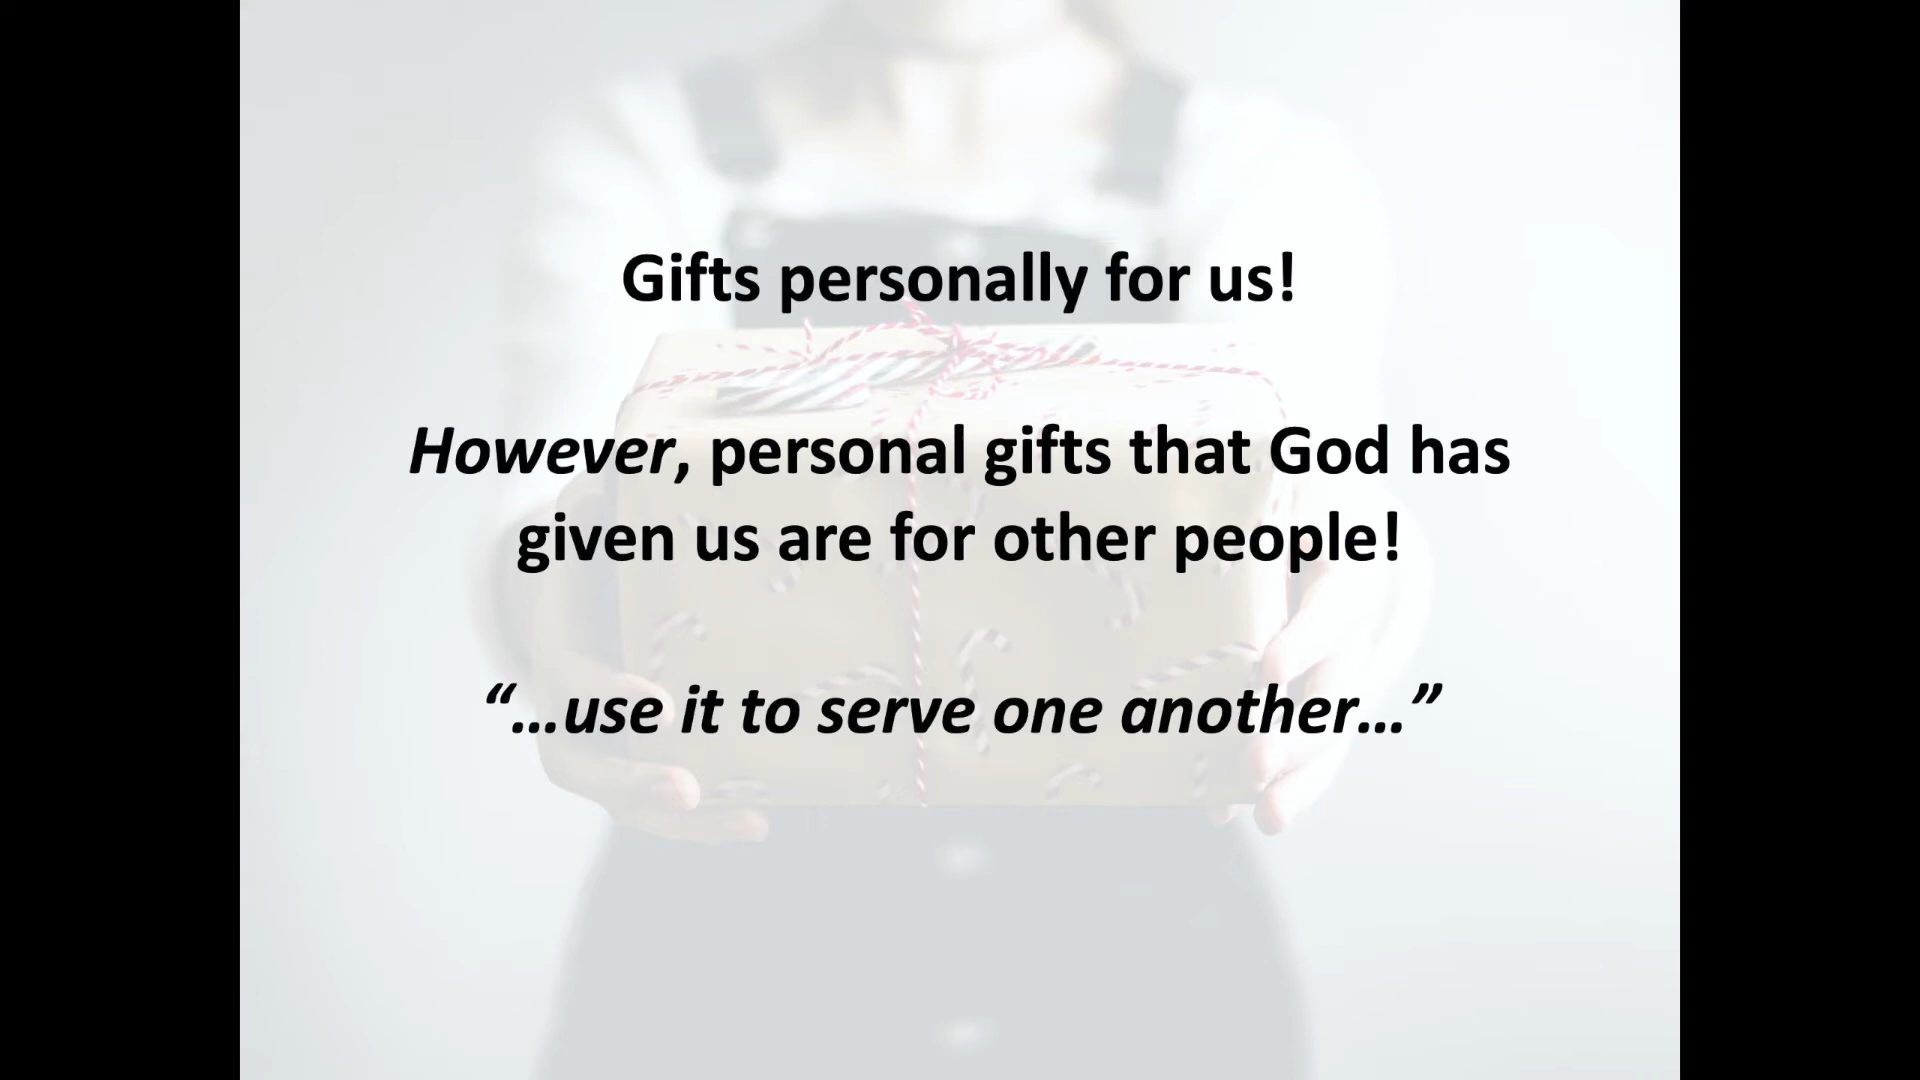 Gifts personally for us!
However, personal gifts that God has
given us are for other people!
“…use it to serve one another…”